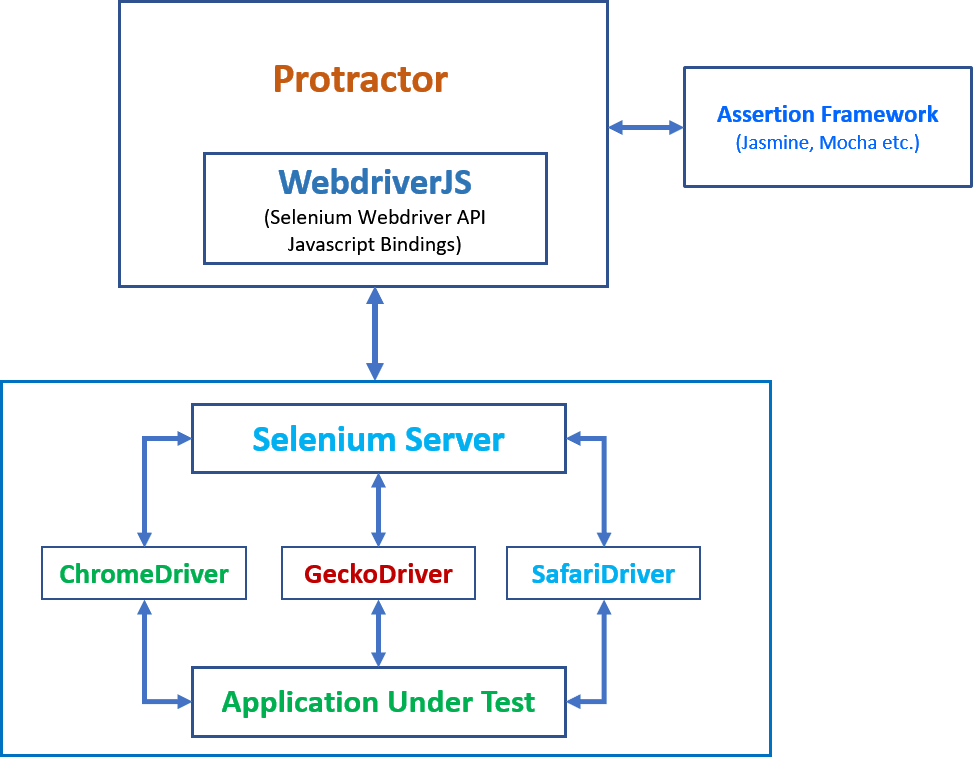 Protractor
Assertion Framework
(Jasmine, Mocha etc.)
WebdriverJS
(Selenium Webdriver API
Javascript Bindings)
Selenium Server
ChromeDriver
GeckoDriver
SafariDriver
Application Under Test